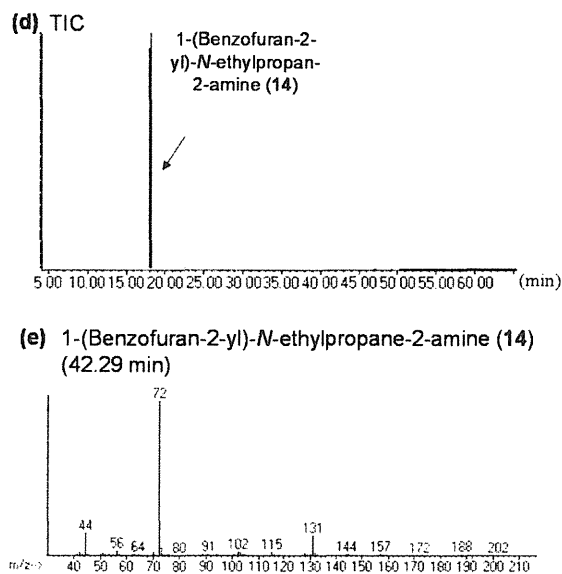 (d) TIC
1-(Benzofuran-2-
yl)-N-ethylpropan-
2-amine (14)
5 00 10.00 15 00 20 00 25.00 30 00 35 00 40 00 45 00 50 00 55.00 60 00 (min)
(e) 1-(Benzofuran-2-yl)-N-ethylpropane-2-amine (14)
(42.29 min)
72
44 56 64 80 91 102 115 131 144 157 172 188 202
m/z--> 40 50 60 70 80 90 100 110 120 130 140 150 160 170 180 190 200 210